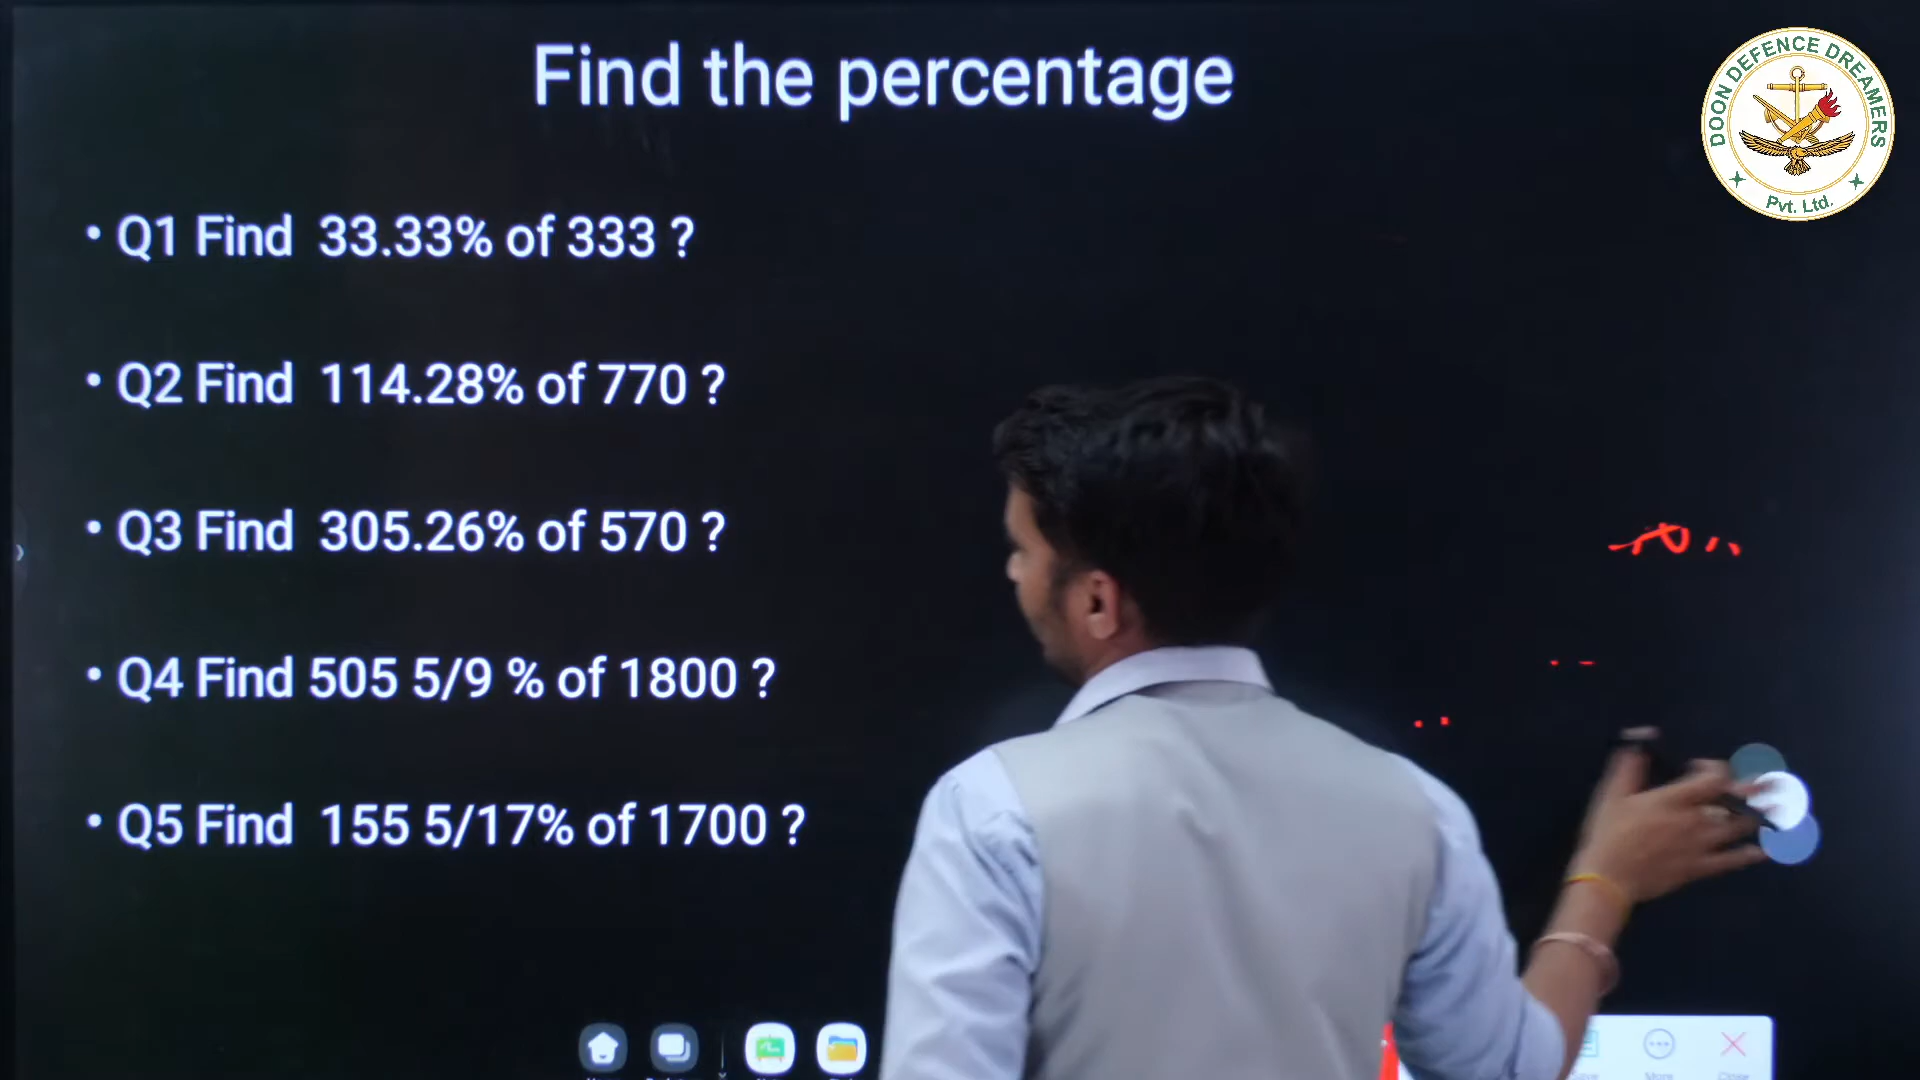 Find the percentage
DOON DEFENCE DREAMERS
Pvt. Ltd.
• Q1 Find 33.33% of 333 ?
• Q2 Find 114.28% of 770 ?
• Q3 Find 305.26% of 570 ?
• Q4 Find 505 5/9 % of 1800 ?
• Q5 Find 155 5/17% of 1700 ?
More
Close